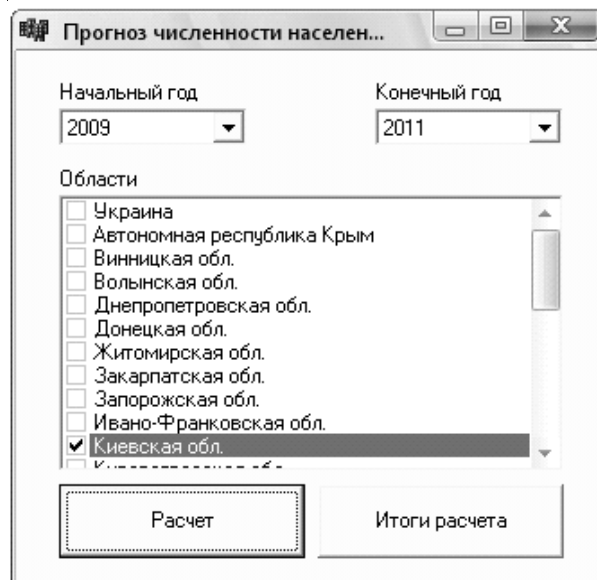 Прогноз численности населен...
Начальный год Конечный год
2009 2011
Области
Украина
Автономная республика Крым
Винницкая обл.
Волынская обл.
Днепропетровская обл.
Донецкая обл.
Житомирская обл.
Закарпатская обл.
Запорожская обл.
Ивано-Франковская обл.
Киевская обл.
Расчет Итоги расчета